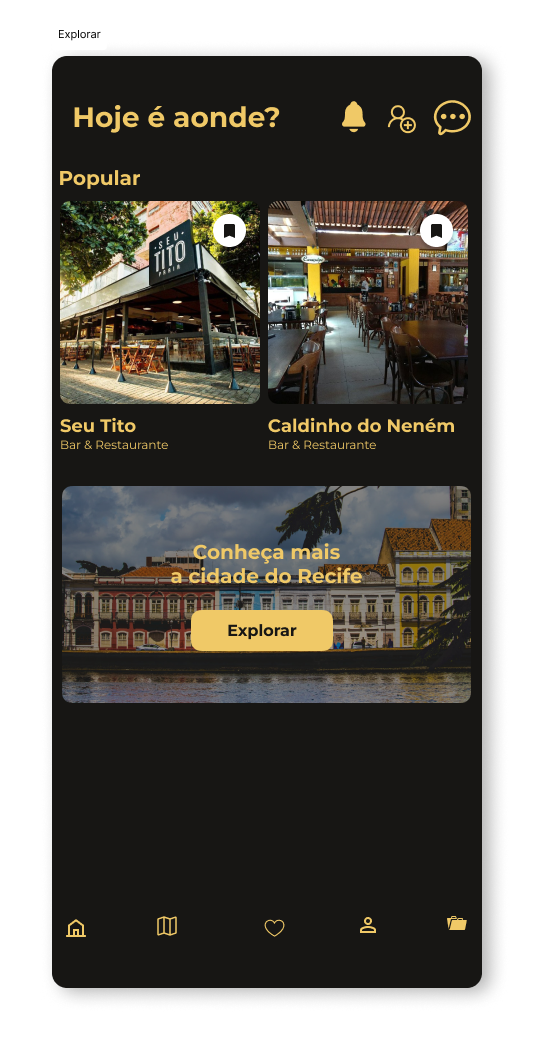 Explorar
Hoje é aonde?
Popular
SEU
TITO
PRAIA
Seu Tito
Bar & Restaurante
Caldinho do Neném
Bar & Restaurante
Conheça mais
a cidade do Recife
Explorar